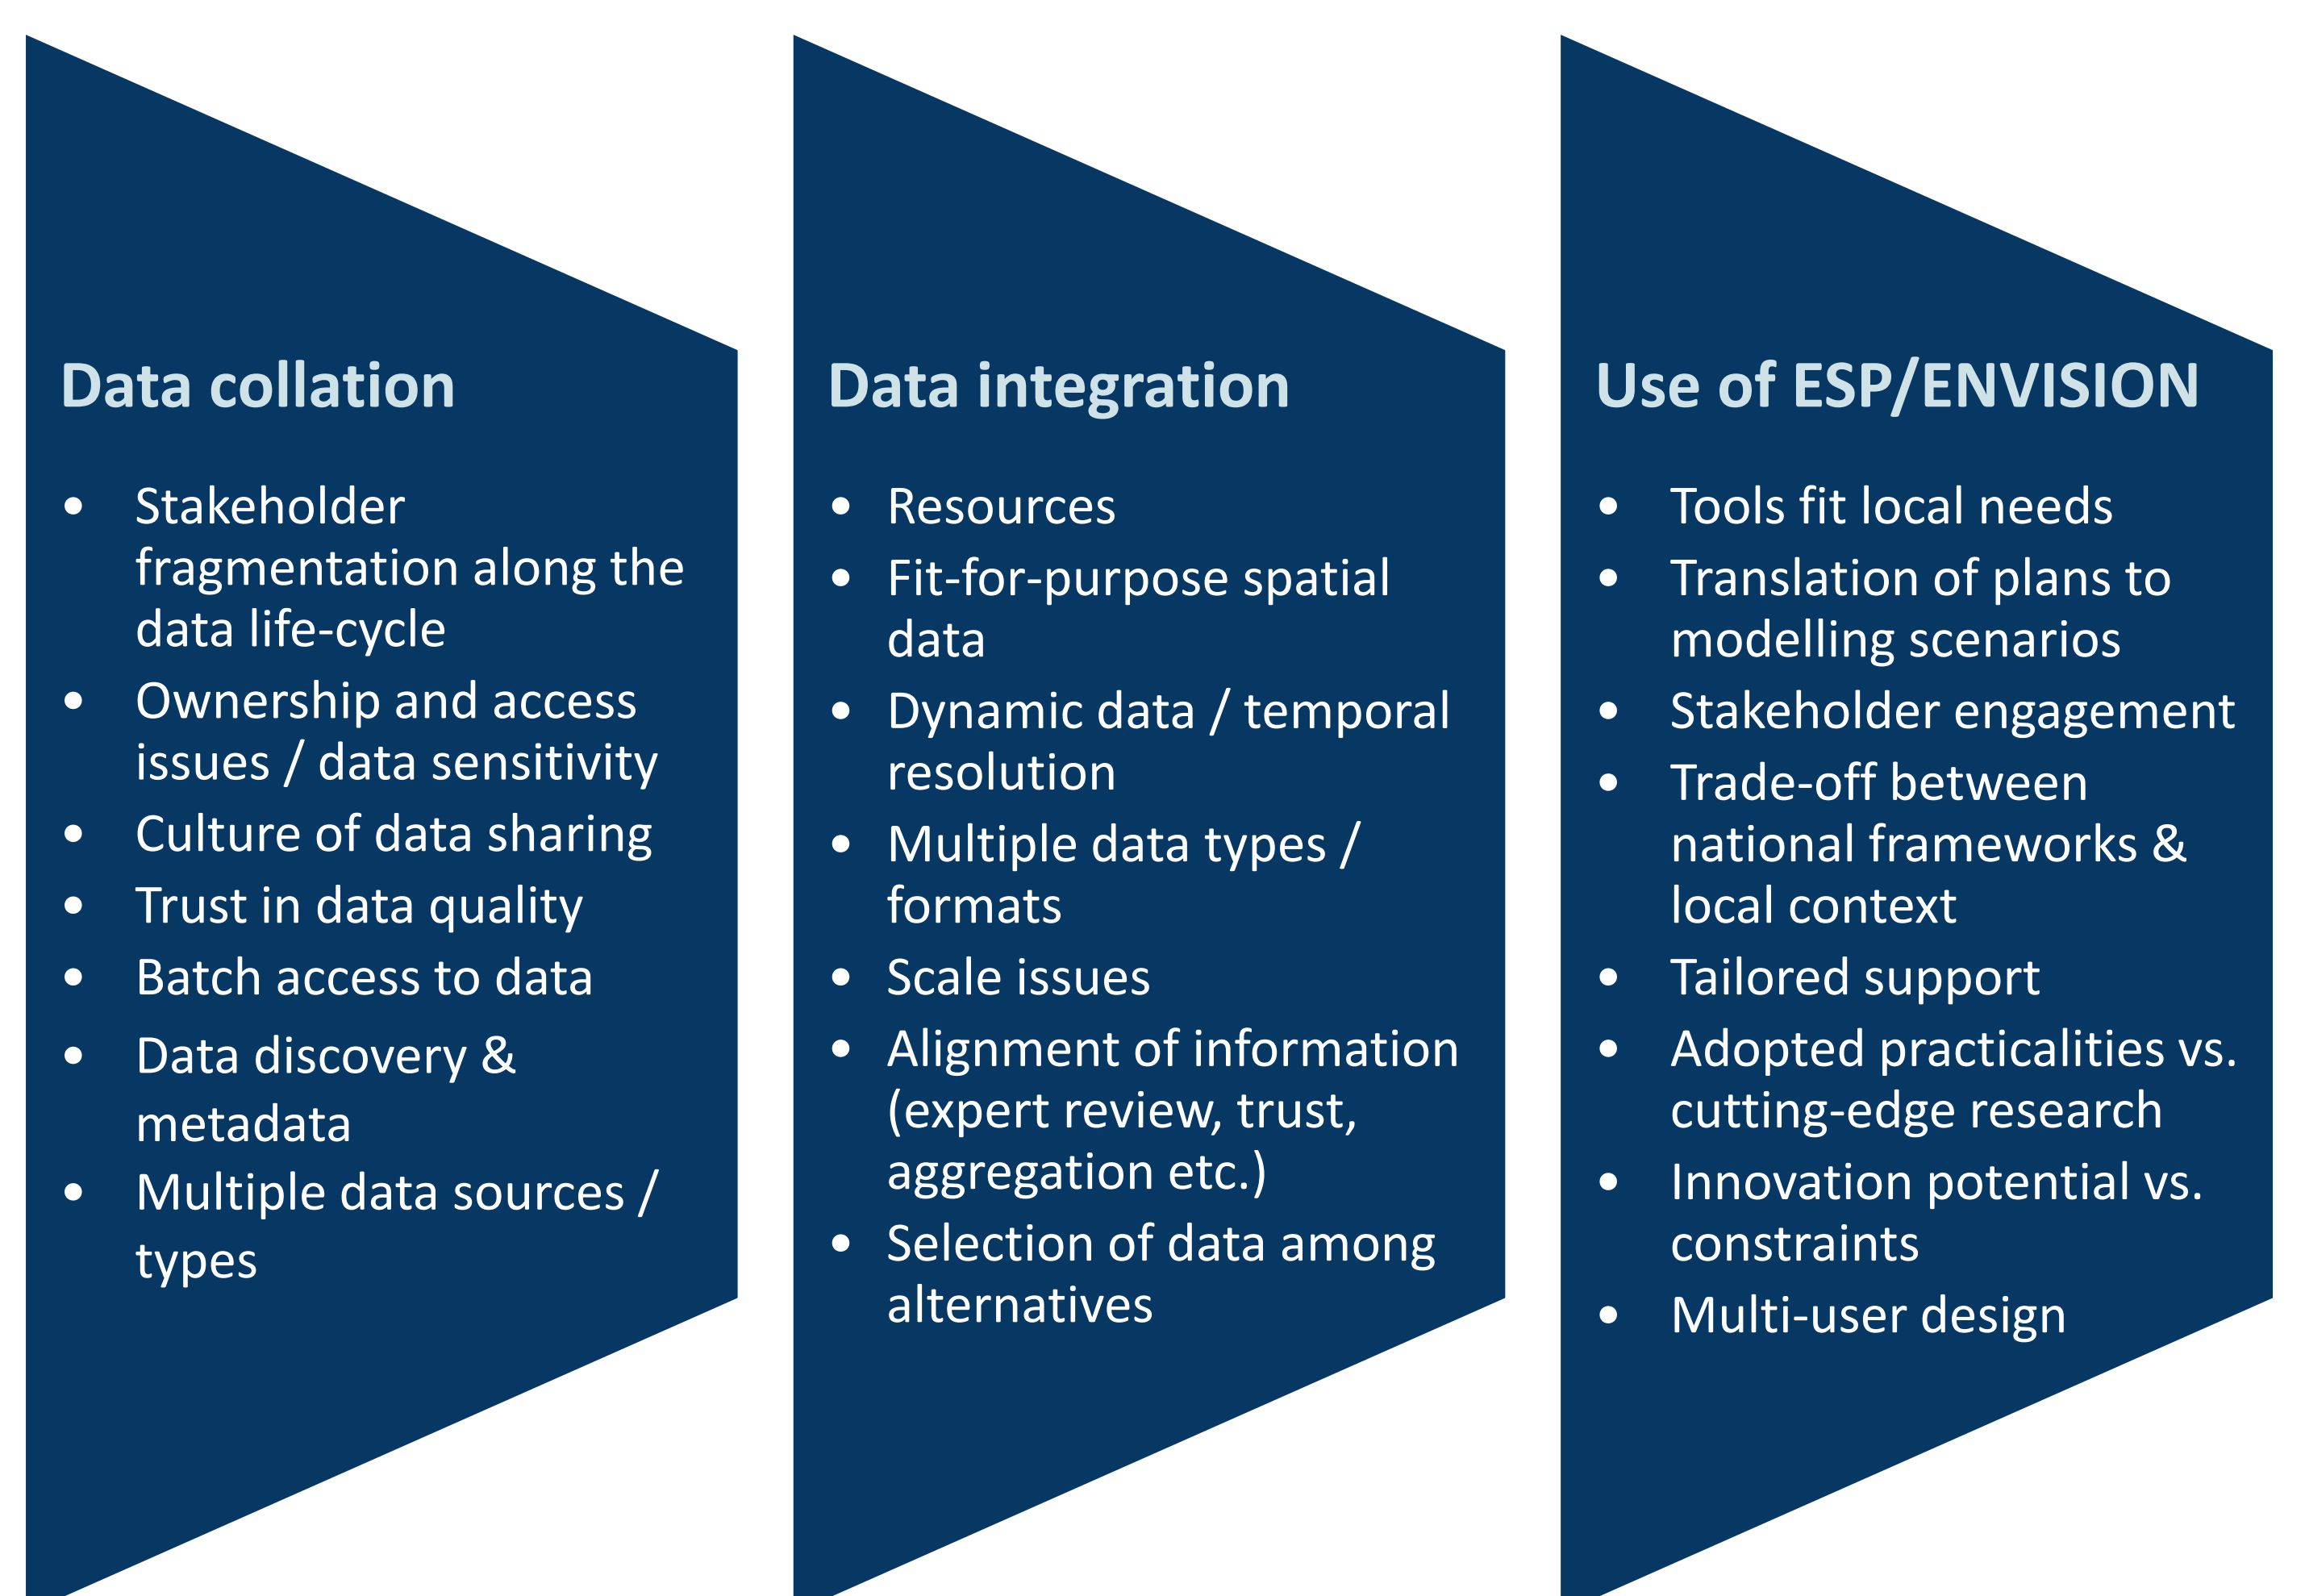 Data collation
• Stakeholder
fragmentation along the
data life-cycle
• Ownership and access
issues / data sensitivity
• Culture of data sharing
• Trust in data quality
• Batch access to data
• Data discovery &
metadata
• Multiple data sources /
types
Data integration
• Resources
• Fit-for-purpose spatial
data
• Dynamic data / temporal
resolution
• Multiple data types /
formats
• Scale issues
• Alignment of information
(expert review, trust,
aggregation etc.)
• Selection of data among
alternatives
Use of ESP/ENVISION
• Tools fit local needs
• Translation of plans to
modelling scenarios
• Stakeholder engagement
• Trade-off between
national frameworks &
local context
• Tailored support
• Adopted practicalities vs.
cutting-edge research
• Innovation potential vs.
constraints
• Multi-user design